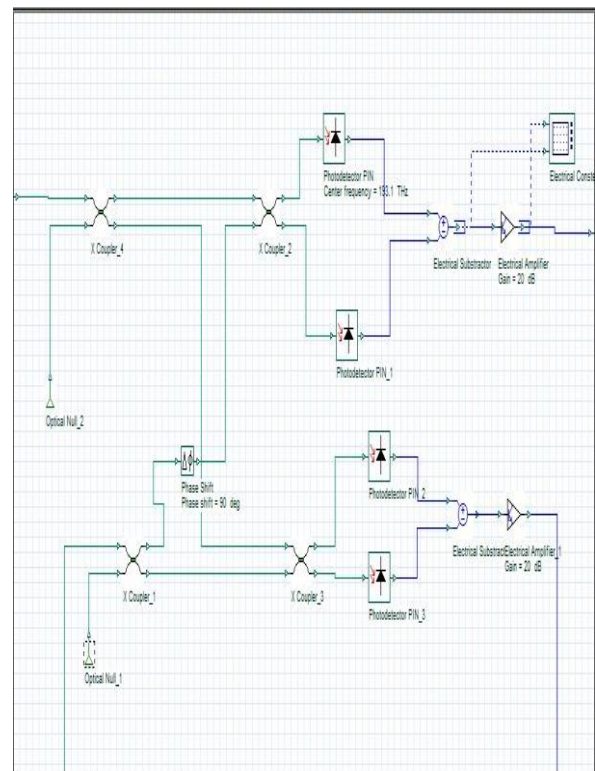 Photodetector PIN
Center frequency = 193.1 THz
Electrical Conste
X Coupler_4
X Coupler_2
Electrical Substractor
Electrical Amplifier
Gain = 20 dB
Photodetector PIN_1
Optical Null_2
Phase Shift
Phase shift = 90 deg
Photodetector PIN_2
Electrical Substrac
Electrical Amplifier_1
Gain = 20 dB
X Coupler_1
X Coupler_3
Photodetector PIN_3
Optical Null_1